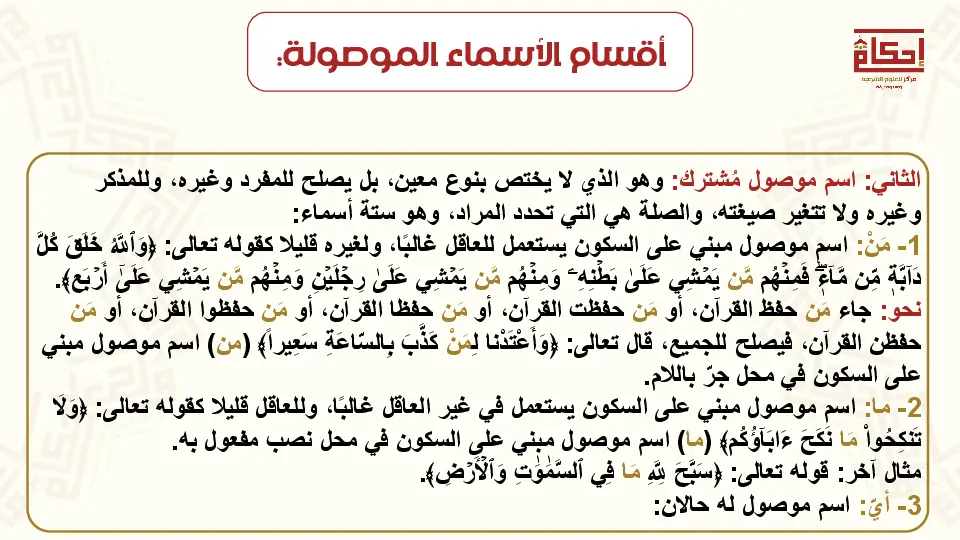 أقسام الأسماء الموصولة:
إحكام
مركز للعلوم الشرعية
الثاني: اسم موصول مُشترك: وهو الذي لا يختص بنوع معين، بل يصلح للمفرد وغيره، وللمذكر
وغيره ولا تتغير صيغته، والصلة هي التي تحدد المراد، وهو ستة أسماء:
1- مَنْ: اسم موصول مبني على السكون يستعمل للعاقل غالبًا، ولغيره قليلا كقوله تعالى: ﴿وَٱللَّهُ خَلَقَ كُلَّ
دَآبَّةٖ مِّن مَّآءٖۖ فَمِنۡهُم مَّن يَمۡشِي عَلَىٰ بَطۡنِهِۦ وَمِنۡهُم مَّن يَمۡشِي عَلَىٰ رِجۡلَيۡنِ وَمِنۡهُم مَّن يَمۡشِي عَلَىٰٓ أَرۡبَع﴾.
نحو: جاء مَن حفظ القرآن، أو مَن حفظت القرآن، أو مَن حفظا القرآن، أو مَن حفظوا القرآن، أو مَن
حفظن القرآن، فيصلح للجميع، قال تعالى: ﴿وَأَعْتَدْنا لِمَنْ كَذَّبَ بِالسّاعَةِ سَعِيراً﴾ (من) اسم موصول مبني
على السكون في محل جرّ باللام.
2- ما: اسم موصول مبني على السكون يستعمل في غير العاقل غالبًا، وللعاقل قليلا كقوله تعالى: ﴿وَلَا
تَنكِحُواْ مَا نَكَحَ ءَابَآؤُكُم﴾ (ما) اسم موصول مبني على السكون في محل نصب مفعول به.
مثال آخر: قوله تعالى: ﴿سَبَّحَ لِلَّهِ مَا فِي ٱلسَّمَٰوَٰتِ وَٱلۡأَرۡضِ﴾.
3- أيّ: اسم موصول له حالان: